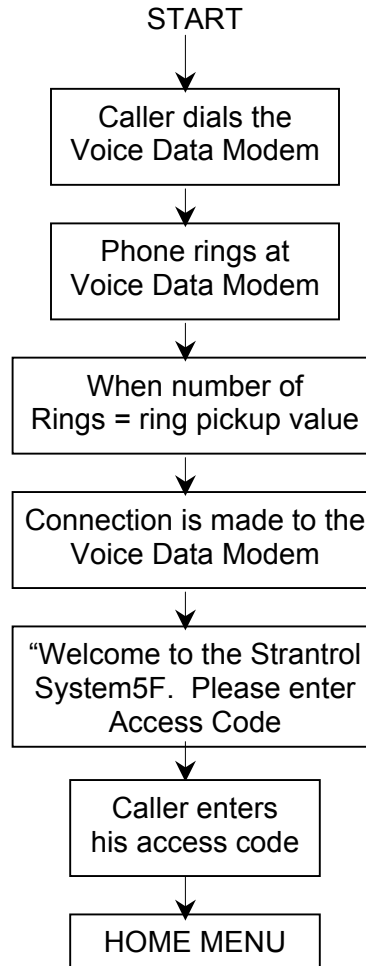 START
Caller dials the
Voice Data Modem
Phone rings at
Voice Data Modem
When number of
Rings = ring pickup value
Connection is made to the
Voice Data Modem
“Welcome to the Strantrol
System5F.  Please enter
Access Code
Caller enters
his access code
HOME MENU